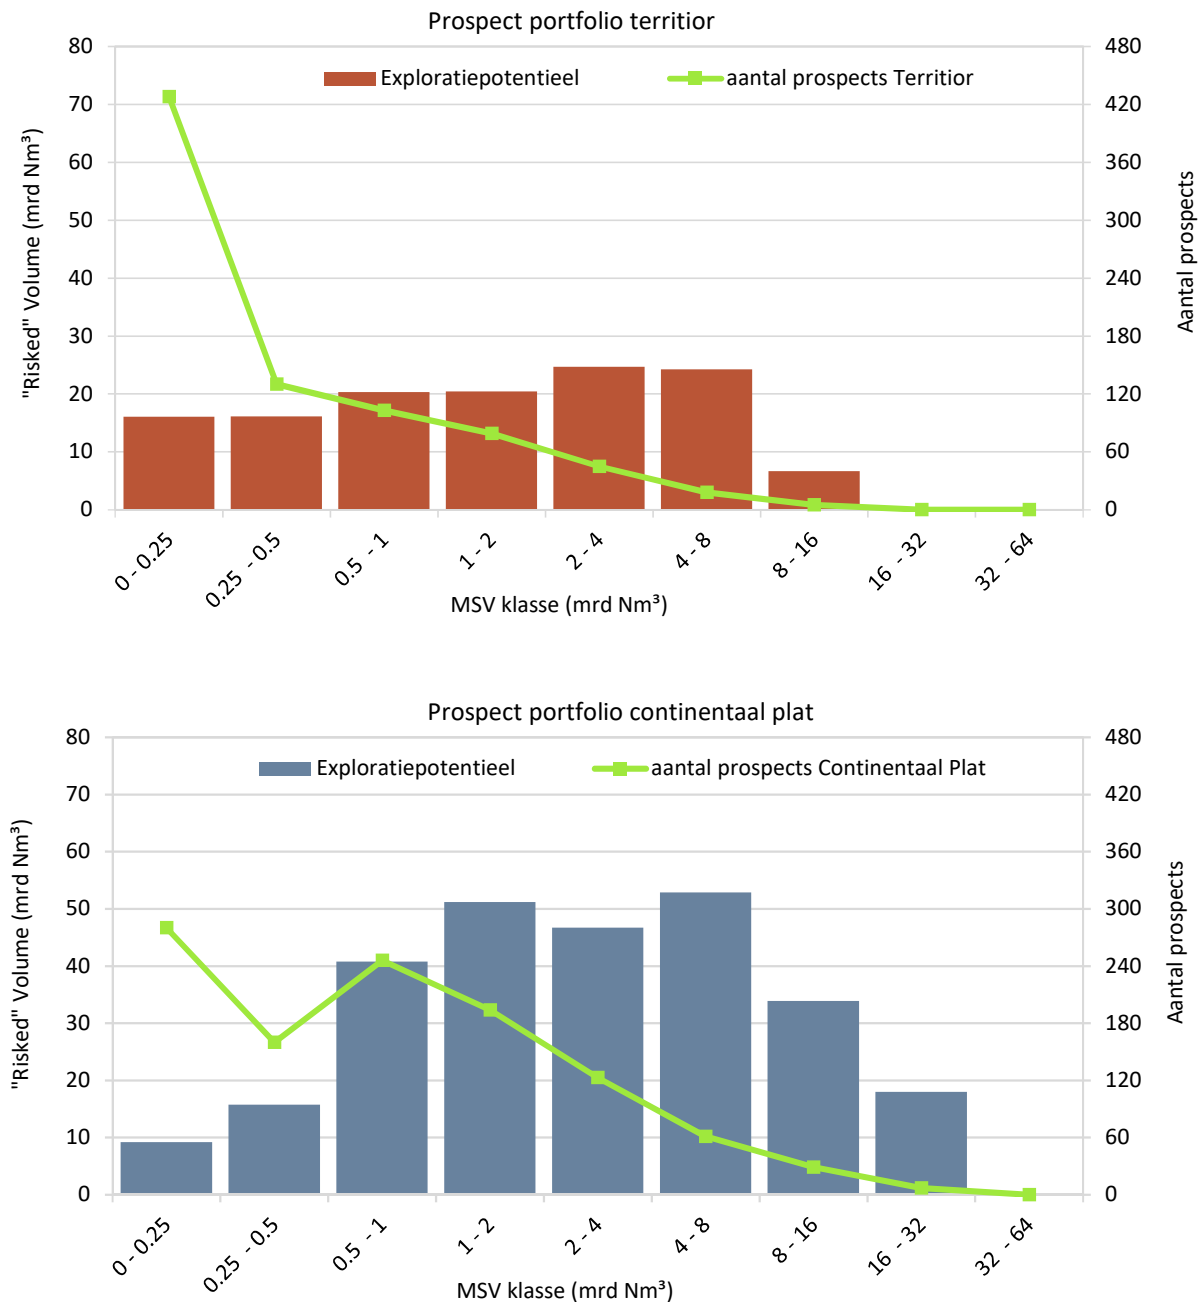 Prospect portfolio territior
Exploratiepotentieel
aantal prospects Territior
"Risked" Volume (mrd Nm³)
80
70
60
50
40
30
20
10
0
480
420
360
300
240
180
120
60
0
Aantal prospects
0 - 0.25
0.25 - 0.5
0.5 - 1
1 - 2
2 - 4
4 - 8
8 - 16
16 - 32
32 - 64
MSV klasse (mrd Nm³)
Prospect portfolio continentaal plat
Exploratiepotentieel
aantal prospects Continentaal Plat
"Risked" Volume (mrd Nm³)
80
70
60
50
40
30
20
10
0
480
420
360
300
240
180
120
60
0
Aantal prospects
0 - 0.25
0.25 - 0.5
0.5 - 1
1 - 2
2 - 4
4 - 8
8 - 16
16 - 32
32 - 64
MSV klasse (mrd Nm³)